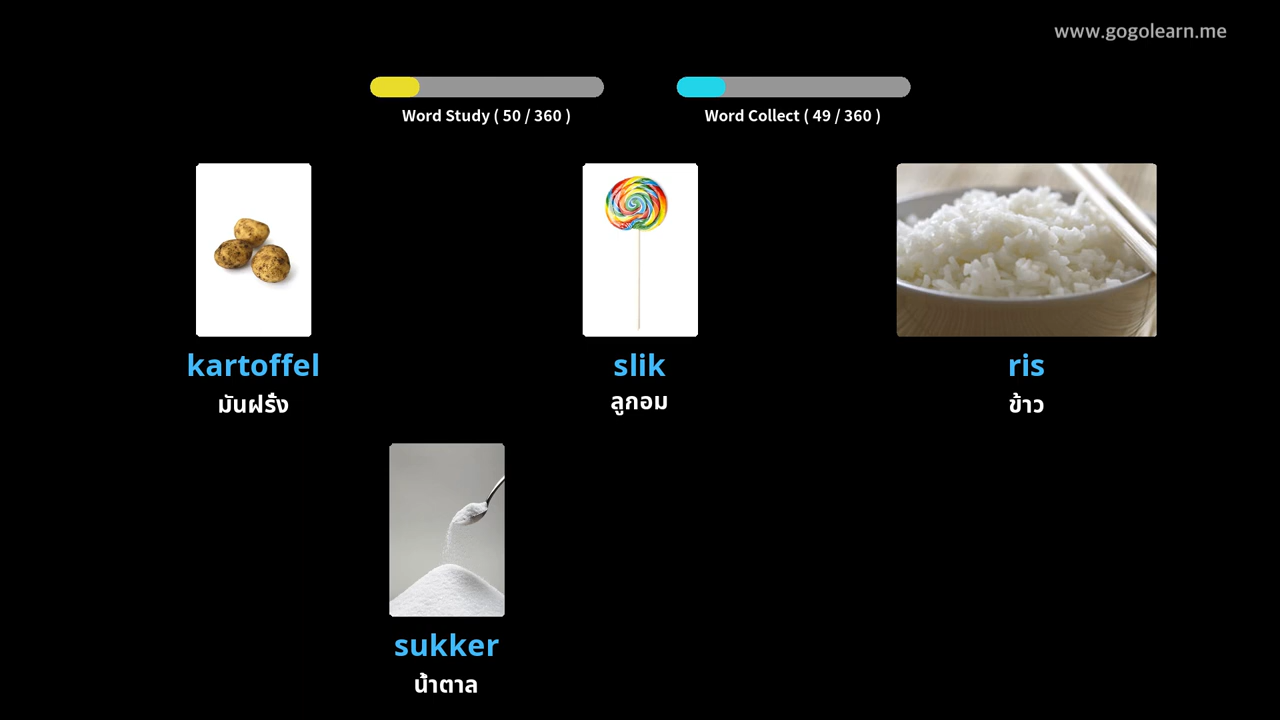 www.gogolearn.me
Word Study ( 50 / 360 )
Word Collect ( 49 / 360 )
kartoffel
มันฝรั่ง
slik
ลูกอม
ris
ข้าว
sukker
น้ำตาล